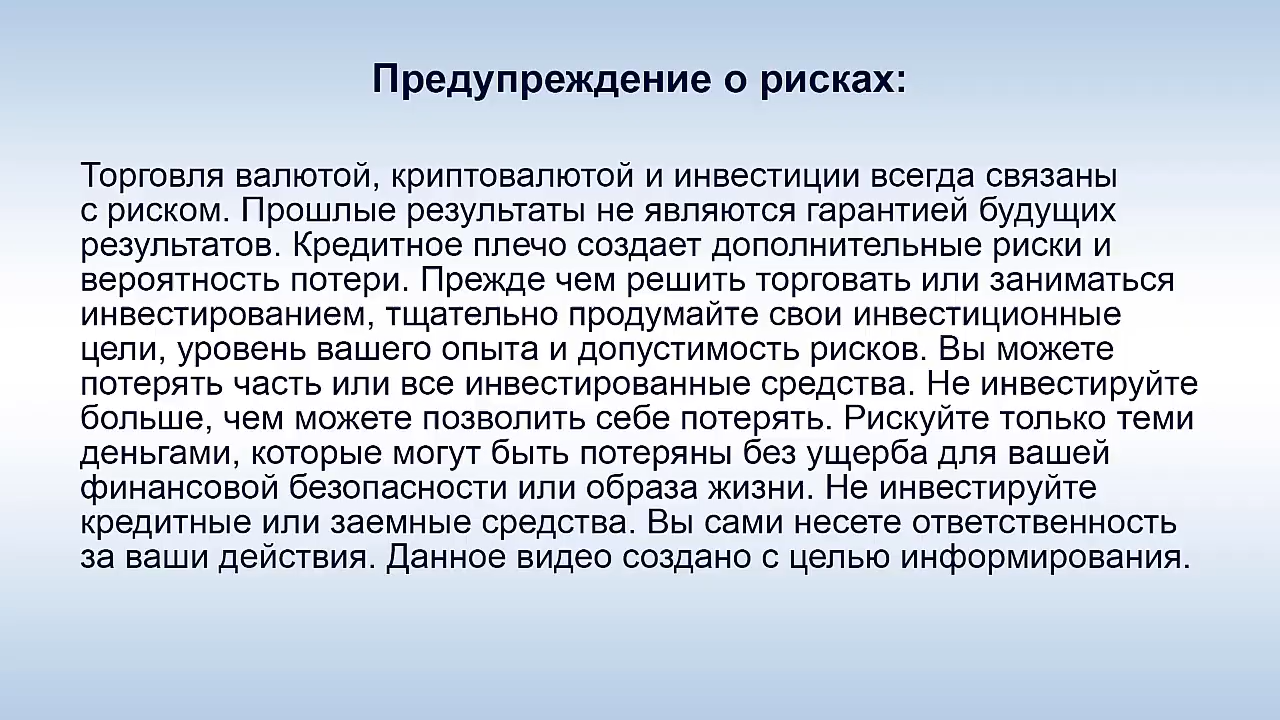 Предупреждение о рисках:
Торговля валютой, криптовалютой и инвестиции всегда связаны
с риском. Прошлые результаты не являются гарантией будущих
результатов. Кредитное плечо создает дополнительные риски и
вероятность потери. Прежде чем решить торговать или заниматься
инвестированием, тщательно продумайте свои инвестиционные
цели, уровень вашего опыта и допустимость рисков. Вы можете
потерять часть или все инвестированные средства. Не инвестируйте
больше, чем можете позволить себе потерять. Рискуйте только теми
деньгами, которые могут быть потеряны без ущерба для вашей
финансовой безопасности или образа жизни. Не инвестируйте
кредитные или заемные средства. Вы сами несете ответственность
за ваши действия. Данное видео создано с целью информирования.